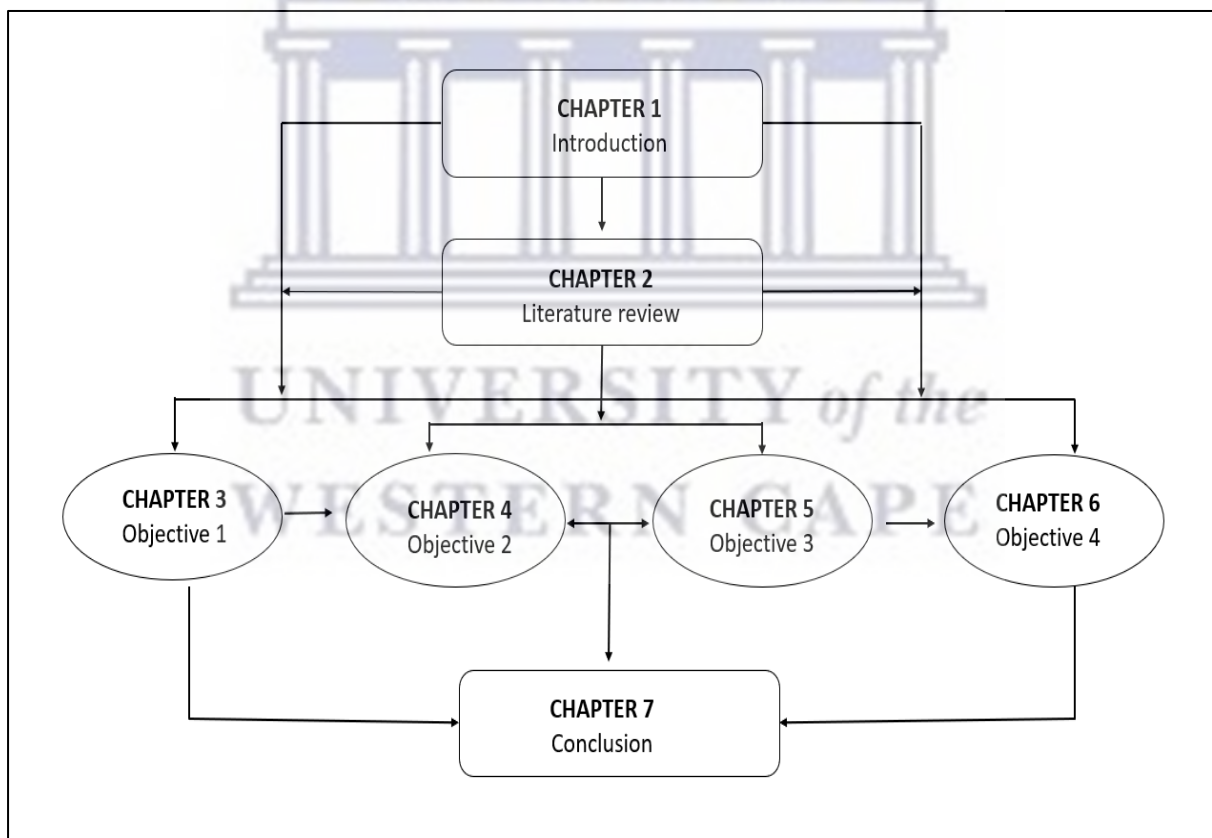 CHAPTER 1
Introduction
CHAPTER 2
Literature review
UNIVERSITY of the
WESTERN CAPE
CHAPTER 3
Objective 1
CHAPTER 4
Objective 2
CHAPTER 5
Objective 3
CHAPTER 6
Objective 4
CHAPTER 7
Conclusion